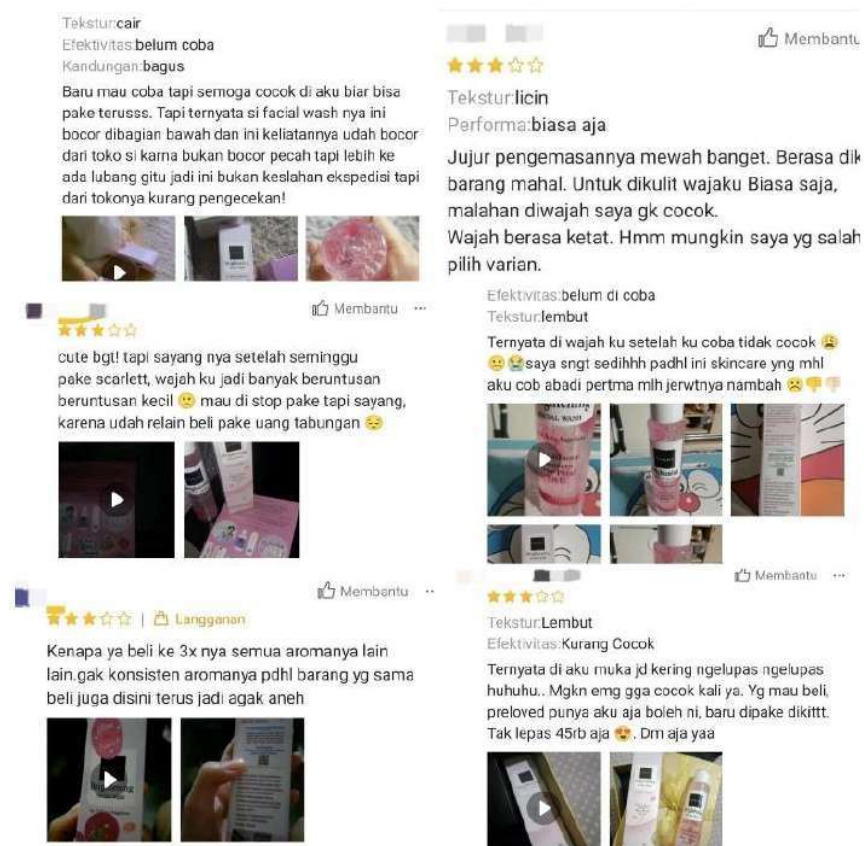 Tekstur:cair
Efektivitas:belum coba
Kandungan:bagus
Baru mau coba tapi semoga cocok di aku biar bisa
pake terusss. Tapi ternyata si facial wash nya ini
bocor dibagian bawah dan ini keliatannya udah bocor
dari toko si karna bukan bocor pecah tapi lebih ke
ada lubang gitu jadi ini bukan keslahan ekspedisi tapi
dari tokonya kurang pengecekan!
Membantu
cute bgt! tapi sayang nya setelah seminggu
pake scarlett, wajah ku jadi banyak beruntusan
beruntusan kecil 🙁 mau di stop pake tapi sayang,
karena udah relain beli pake uang tabungan 😔
Membantu
| Langganan
Kenapa ya beli ke 3x nya semua aromanya lain
lain.gak konsisten aromanya pdhl barang yg sama
beli juga disini terus jadi agak aneh
Brightening
Membantu
Tekstur:licin
Performa:biasa aja
Jujur pengemasannya mewah banget. Berasa dik
barang mahal. Untuk dikulit wajaku Biasa saja,
malahan diwajah saya gk cocok.
Wajah berasa ketat. Hmm mungkin saya yg salah
pilih varian.
Efektivitas:belum di coba
Tekstur:lembut
Ternyata di wajah ku setelah ku coba tidak cocok 😩
🙁😭saya sngt sedihhh padhl ini skincare yng mhl
aku cob abadi pertma mlh jerwtnya nambah ☹️👎👎
FACIAL WASH
Membantu
Tekstur:Lembut
Efektivitas:Kurang Cocok
Ternyata di aku muka jd kering ngelupas ngelupas
huhuhu.. Mgkn emg gga cocok kali ya. Yg mau beli,
preloved punya aku aja boleh ni, baru dipake dikittt.
Tak lepas 45rb aja 😍. Dm aja yaa